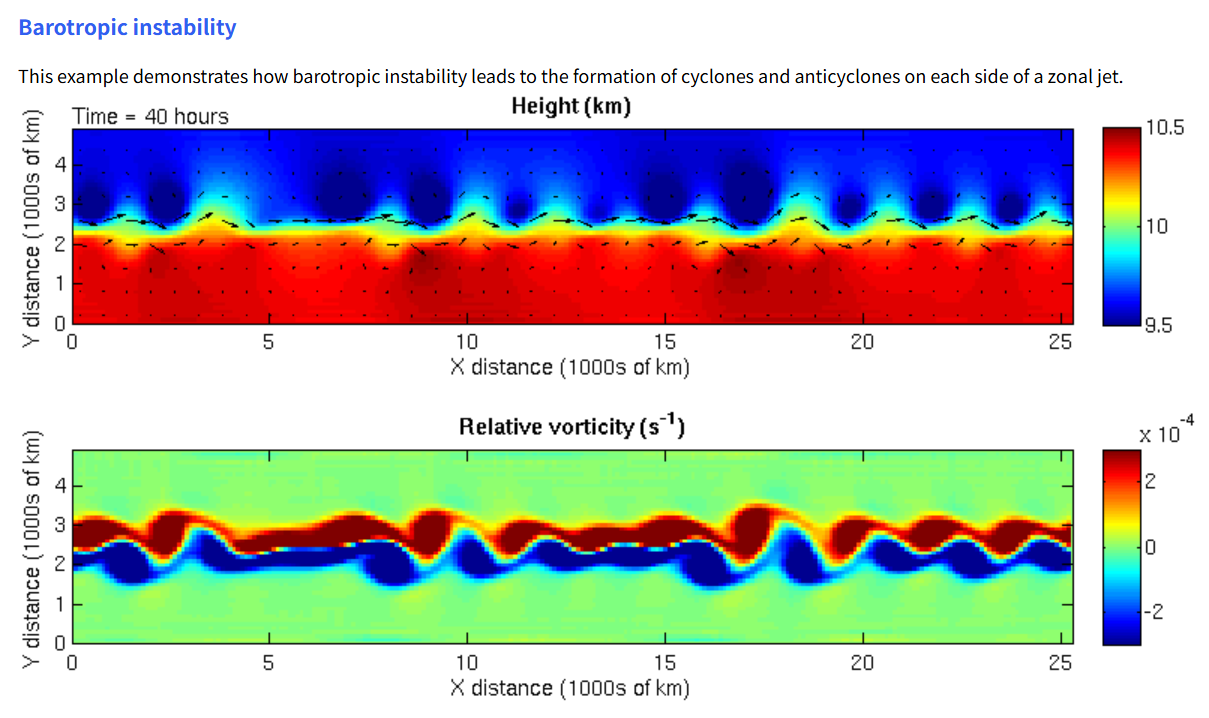 Barotropic instability
This example demonstrates how barotropic instability leads to the formation of cyclones and anticyclones on each side of a zonal jet.
Height (km)
Time = 40 hours
Y distance (1000s of km)
4
3
2
1
0
0 5 10 15 20 25
X distance (1000s of km)
10.5
10
9.5
Relative vorticity (s⁻¹)
Y distance (1000s of km)
4
3
2
1
0
0 5 10 15 20 25
X distance (1000s of km)
x 10⁻⁴
2
0
-2